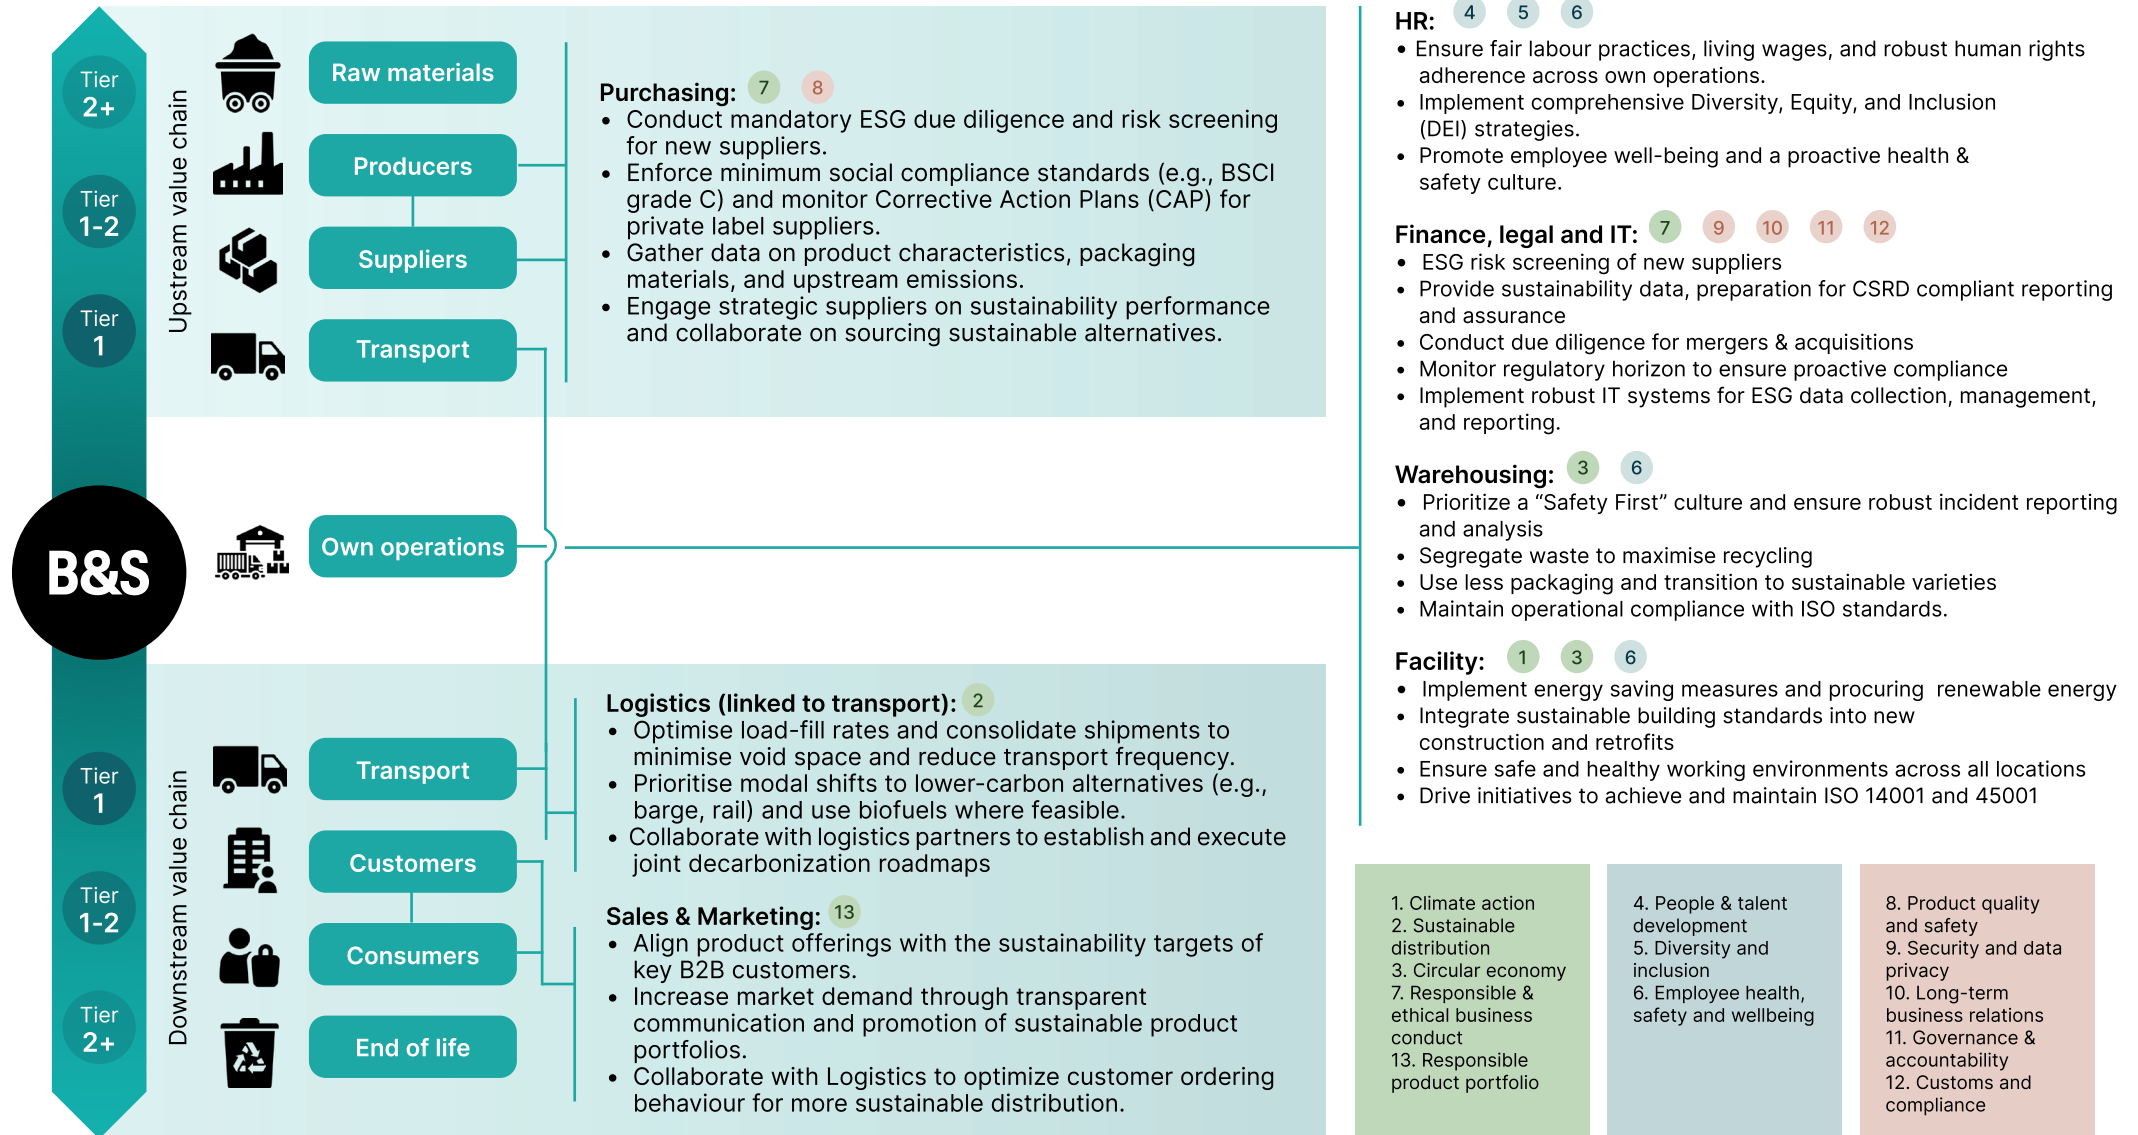 Tier
2+
Tier
1-2
Tier
1
B&S
Tier
1
Tier
1-2
Tier
2+
Upstream value chain
Raw materials
Producers
Suppliers
Transport
Own operations
Downstream value chain
Transport
Customers
Consumers
End of life
Purchasing: 7 8
• Conduct mandatory ESG due diligence and risk screening
for new suppliers.
• Enforce minimum social compliance standards (e.g., BSCI
grade C) and monitor Corrective Action Plans (CAP) for
private label suppliers.
• Gather data on product characteristics, packaging
materials, and upstream emissions.
• Engage strategic suppliers on sustainability performance
and collaborate on sourcing sustainable alternatives.
Logistics (linked to transport): 2
• Optimise load-fill rates and consolidate shipments to
minimise void space and reduce transport frequency.
• Prioritise modal shifts to lower-carbon alternatives (e.g.,
barge, rail) and use biofuels where feasible.
• Collaborate with logistics partners to establish and execute
joint decarbonization roadmaps
Sales & Marketing: 13
• Align product offerings with the sustainability targets of
key B2B customers.
• Increase market demand through transparent
communication and promotion of sustainable product
portfolios.
• Collaborate with Logistics to optimize customer ordering
behaviour for more sustainable distribution.
HR: 4 5 6
• Ensure fair labour practices, living wages, and robust human rights
adherence across own operations.
• Implement comprehensive Diversity, Equity, and Inclusion
(DEI) strategies.
• Promote employee well-being and a proactive health &
safety culture.
Finance, legal and IT: 7 9 10 11 12
• ESG risk screening of new suppliers
• Provide sustainability data, preparation for CSRD compliant reporting
and assurance
• Conduct due diligence for mergers & acquisitions
• Monitor regulatory horizon to ensure proactive compliance
• Implement robust IT systems for ESG data collection, management,
and reporting.
Warehousing: 3 6
• Prioritize a “Safety First” culture and ensure robust incident reporting
and analysis
• Segregate waste to maximise recycling
• Use less packaging and transition to sustainable varieties
• Maintain operational compliance with ISO standards.
Facility: 1 3 6
• Implement energy saving measures and procuring renewable energy
• Integrate sustainable building standards into new
construction and retrofits
• Ensure safe and healthy working environments across all locations
• Drive initiatives to achieve and maintain ISO 14001 and 45001
1. Climate action
2. Sustainable
distribution
3. Circular economy
7. Responsible &
ethical business
conduct
13. Responsible
product portfolio
4. People & talent
development
5. Diversity and
inclusion
6. Employee health,
safety and wellbeing
8. Product quality
and safety
9. Security and data
privacy
10. Long-term
business relations
11. Governance &
accountability
12. Customs and
compliance